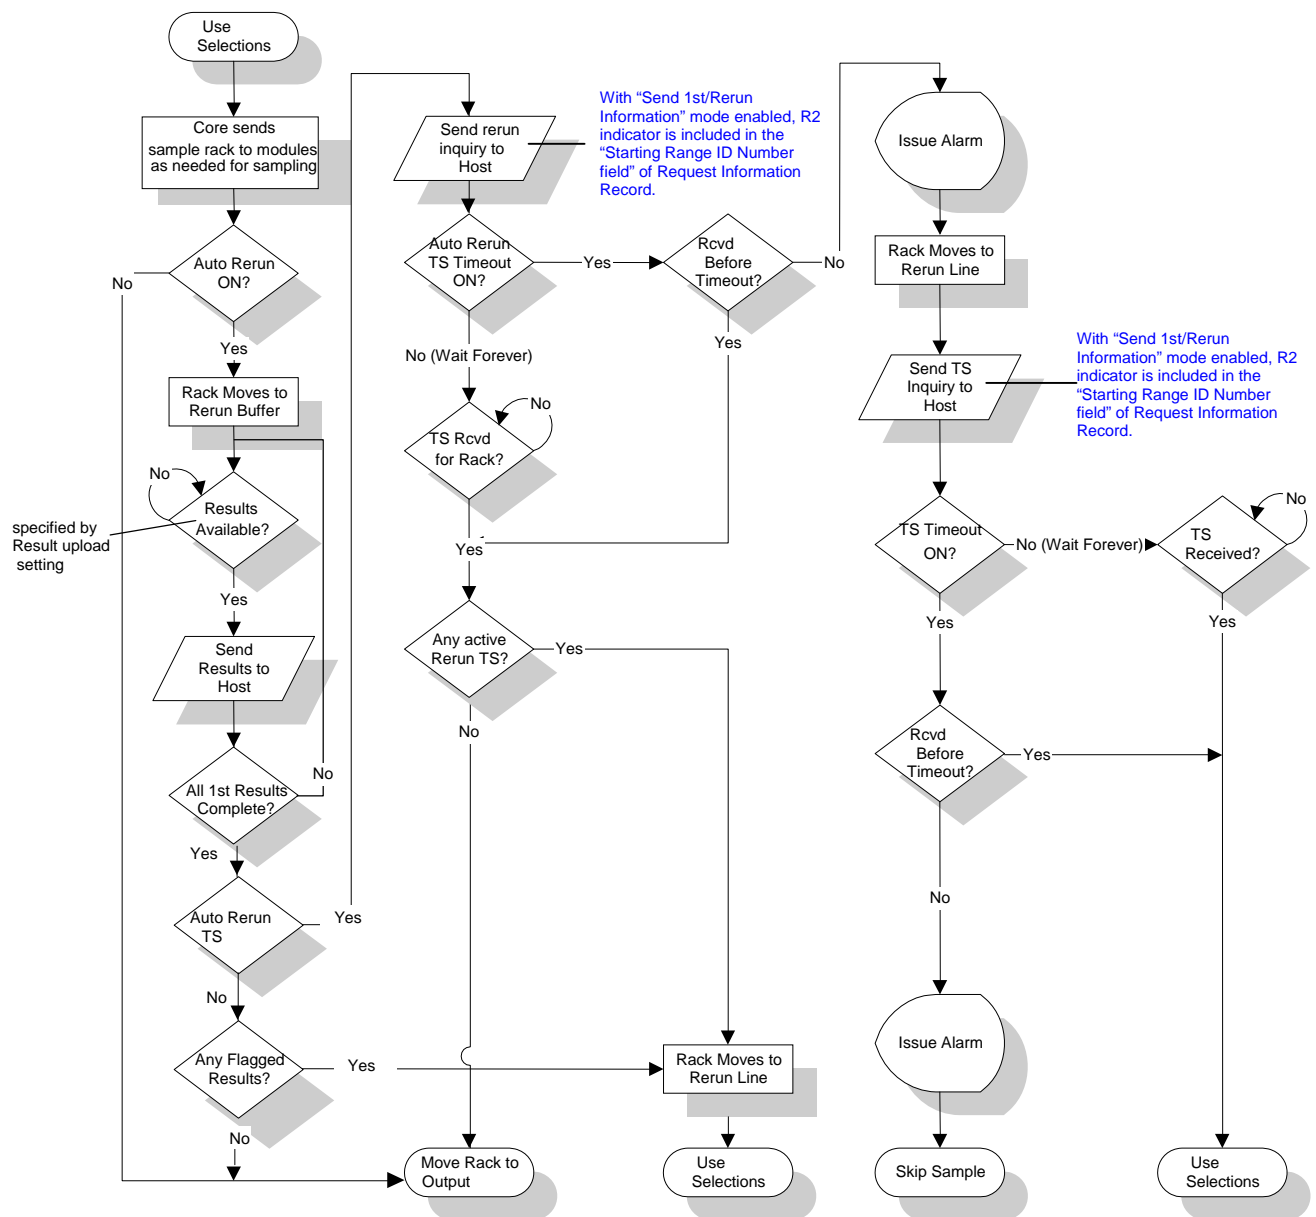 Use
Selections
Core sends
sample rack to modules
as needed for sampling
Auto Rerun
ON?
No
Yes
Rack Moves to
Rerun Buffer
No
Results
Available?
specified by
Result upload
setting
Yes
Send
Results to
Host
All 1st Results
Complete?
No
Yes
Auto Rerun
TS
Yes
No
Any Flagged
Results?
Yes
No
Send rerun
inquiry to
Host
With “Send 1st/Rerun
Information” mode enabled, R2
indicator is included in the
“Starting Range ID Number
field” of Request Information
Record.
Auto Rerun
TS Timeout
ON?
Yes
Rcvd
Before
Timeout?
No
Yes
No (Wait Forever)
TS Rcvd
for Rack?
No
Yes
Any active
Rerun TS?
Yes
No
Move Rack to
Output
Rack Moves to
Rerun Line
Use
Selections
Issue Alarm
Rack Moves to
Rerun Line
Send TS
Inquiry to
Host
With “Send 1st/Rerun
Information” mode enabled, R2
indicator is included in the
“Starting Range ID Number
field” of Request Information
Record.
TS Timeout
ON?
No (Wait Forever)
TS
Received?
No
Yes
Yes
Rcvd
Before
Timeout?
Yes
No
Issue Alarm
Skip Sample
Use
Selections